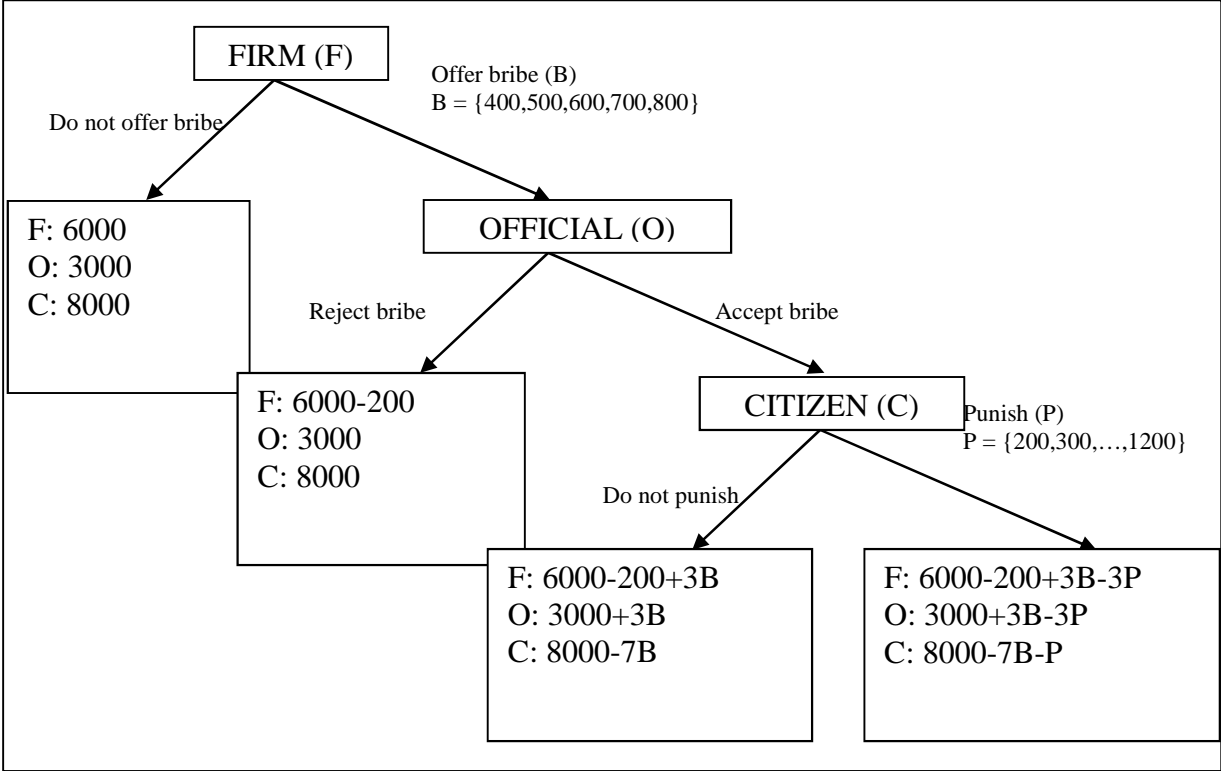 FIRM (F)
Offer bribe (B)
B = {400,500,600,700,800}
Do not offer bribe
F: 6000
O: 3000
C: 8000
OFFICIAL (O)
Reject bribe
Accept bribe
F: 6000-200
O: 3000
C: 8000
CITIZEN (C)
Punish (P)
P = {200,300,…,1200}
Do not punish
F: 6000-200+3B
O: 3000+3B
C: 8000-7B
F: 6000-200+3B-3P
O: 3000+3B-3P
C: 8000-7B-P